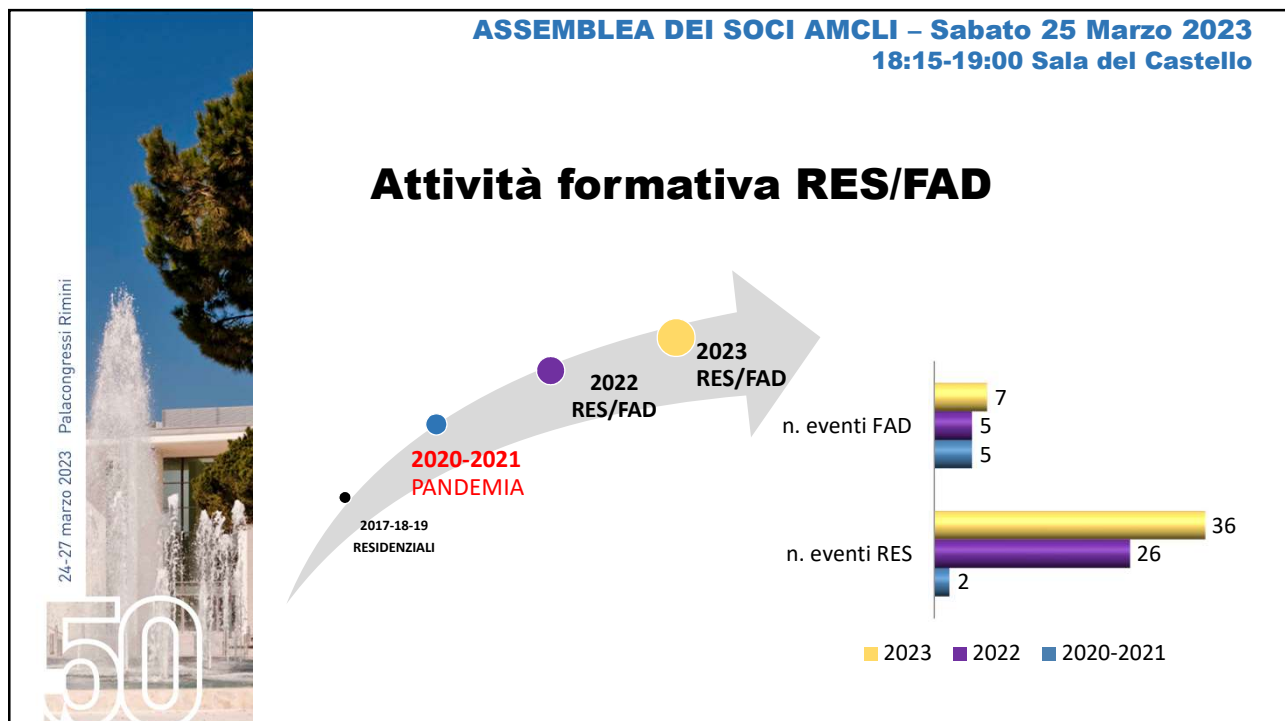 ASSEMBLEA DEI SOCI AMCLI – Sabato 25 Marzo 2023
18:15-19:00 Sala del Castello
24-27 marzo 2023 Palacongressi Rimini
50
Attività formativa RES/FAD
2017-18-19
RESIDENZIALI
2020-2021
PANDEMIA
2022
RES/FAD
2023
RES/FAD
n. eventi FAD
7
5
5
n. eventi RES
36
26
2
2023 2022 2020-2021